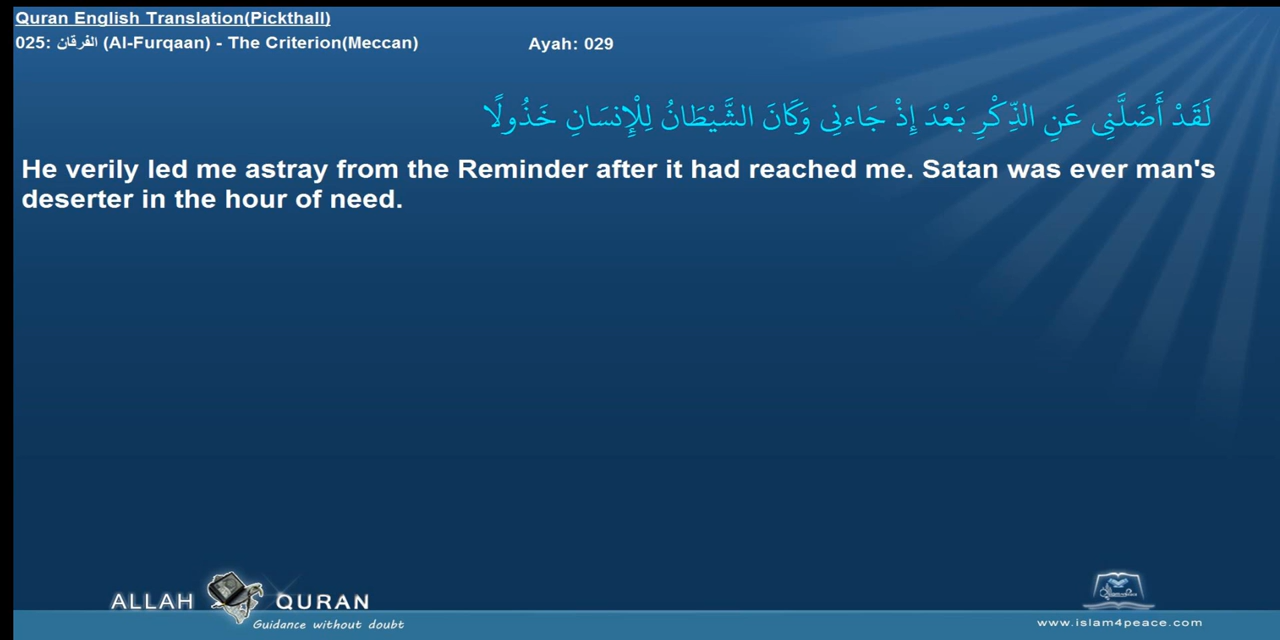 Quran English Translation(Pickthall)
025: الفرقان (Al-Furqaan) - The Criterion(Meccan) Ayah: 029
لَقَدْ أَضَلَّنِى عَنِ الذِّكْرِ بَعْدَ إِذْ جَاءنِى وَكَانَ الشَّيْطَانُ لِلْإِنسَانِ خَذُولًا
He verily led me astray from the Reminder after it had reached me. Satan was ever man's
deserter in the hour of need.
ALLAH QURAN
Guidance without doubt
www.islam4peace.com